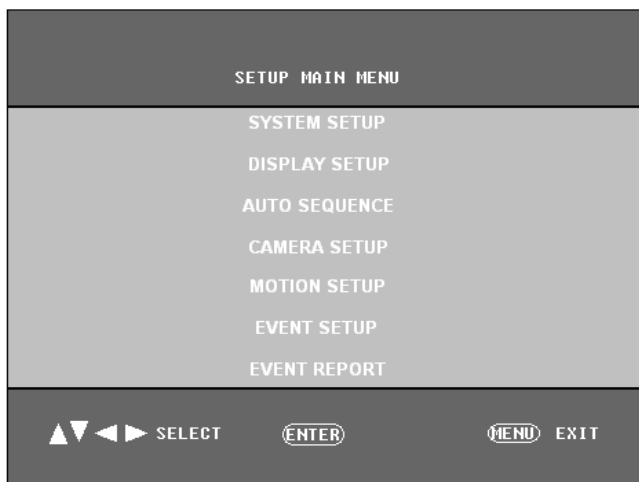 SETUP MAIN MENU
SYSTEM SETUP
DISPLAY SETUP
AUTO SEQUENCE
CAMERA SETUP
MOTION SETUP
EVENT SETUP
EVENT REPORT
SELECT ENTER MENU EXIT